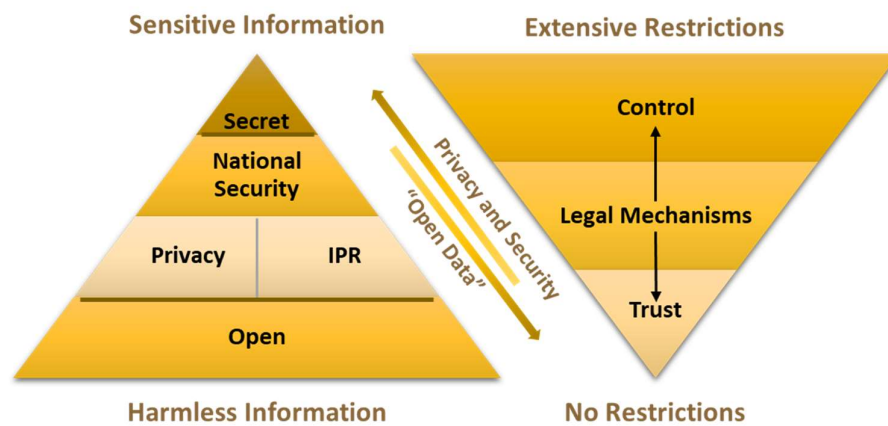 Sensitive Information
Extensive Restrictions
Secret
National
Security
Privacy
IPR
Open
Harmless Information
Privacy and Security
“Open Data”
Control
Legal Mechanisms
Trust
No Restrictions